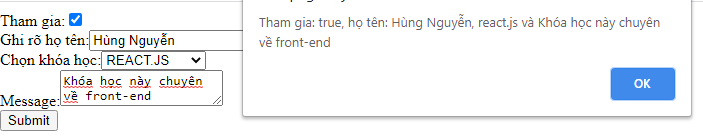 Tham gia:
Ghi rõ họ tên: Hùng Nguyễn
Chọn khóa học: REACT.JS
Khóa học này chuyên
về front-end
Message:
Submit
Tham gia: true, họ tên: Hùng Nguyễn, react.js và Khóa học này chuyên
về front-end
OK